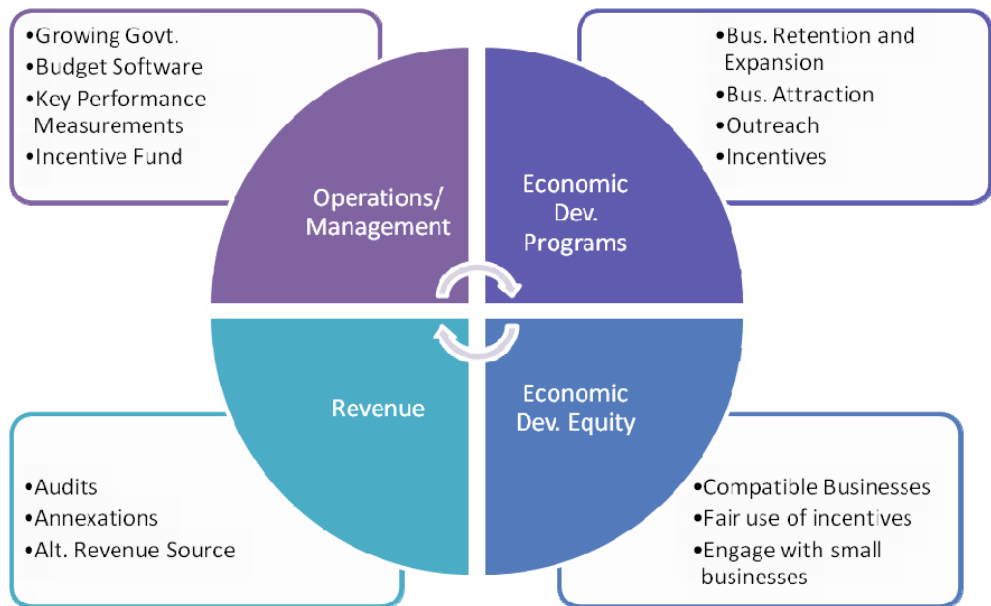 •Growing Govt.
•Budget Software
•Key Performance
Measurements
•Incentive Fund
•Bus. Retention and
Expansion
•Bus. Attraction
•Outreach
•Incentives
Operations/
Management
Economic
Dev.
Programs
Revenue
Economic
Dev. Equity
•Audits
•Annexations
•Alt. Revenue Source
•Compatible Businesses
•Fair use of incentives
•Engage with small
businesses